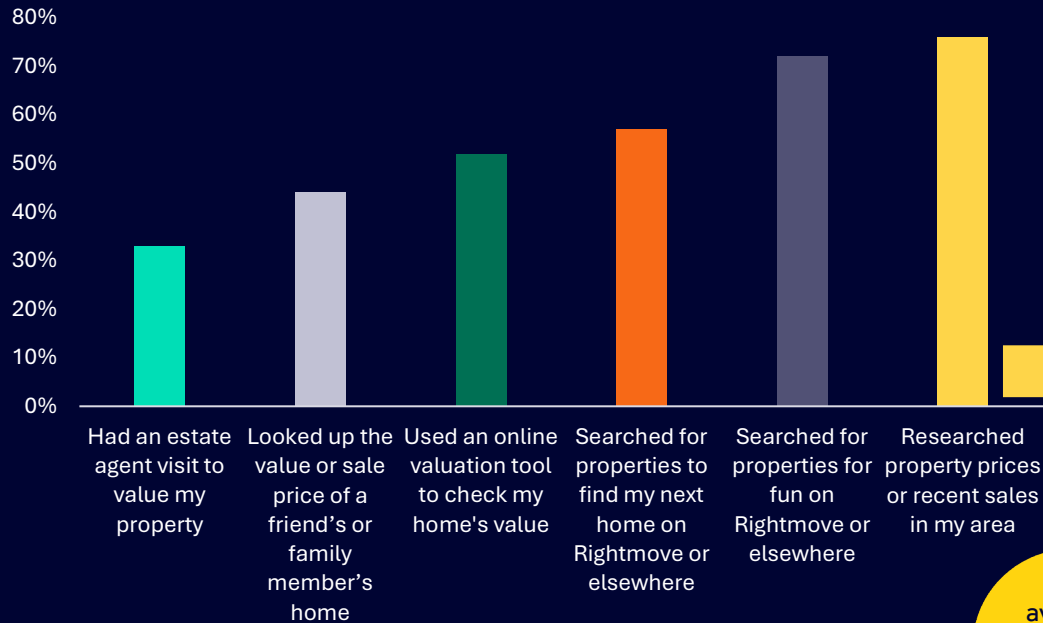 80%
70%
60%
50%
40%
30%
20%
10%
0%
Had an estate
agent visit to
value my
property
Looked up the
value or sale
price of a
friend’s or
family
member’s
home
Used an online
valuation tool
to check my
home's value
Searched for
properties to
find my next
home on
Rightmove or
elsewhere
Searched for
properties for
fun on
Rightmove or
elsewhere
Researched
property prices
or recent sales
in my area